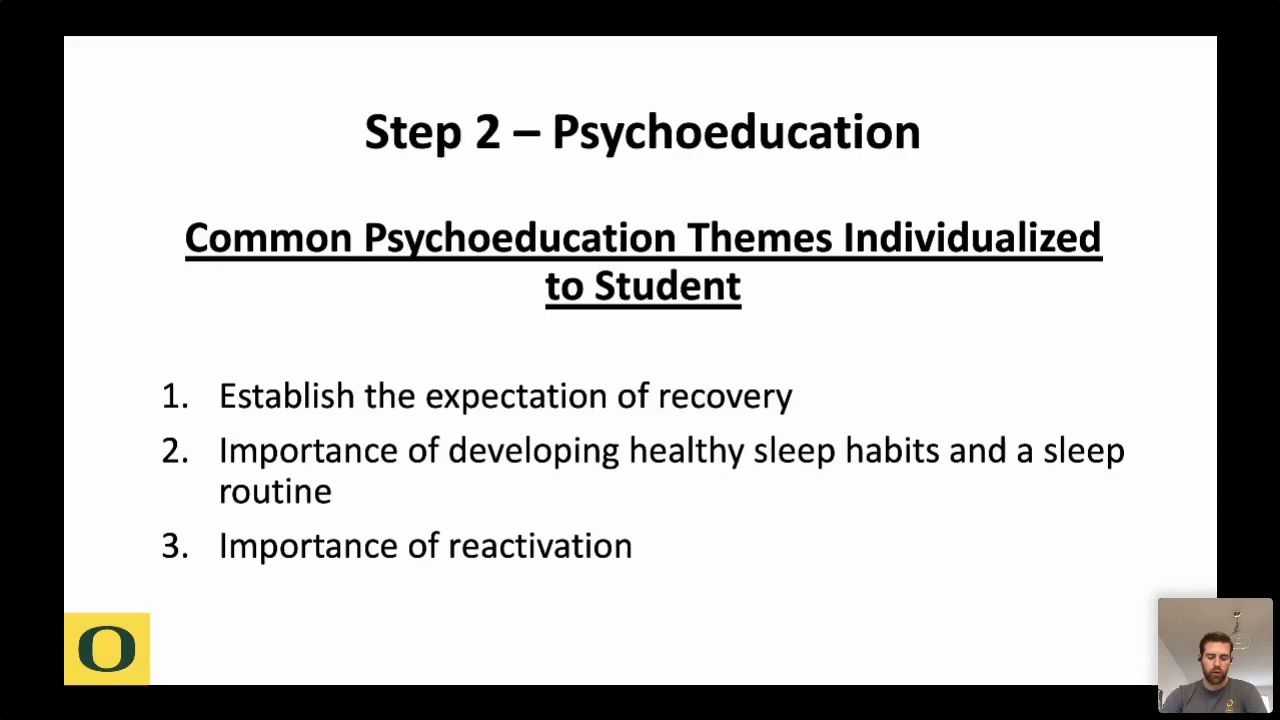 Step 2 – Psychoeducation
Common Psychoeducation Themes Individualized
to Student
1. Establish the expectation of recovery
2. Importance of developing healthy sleep habits and a sleep
routine
3. Importance of reactivation
O